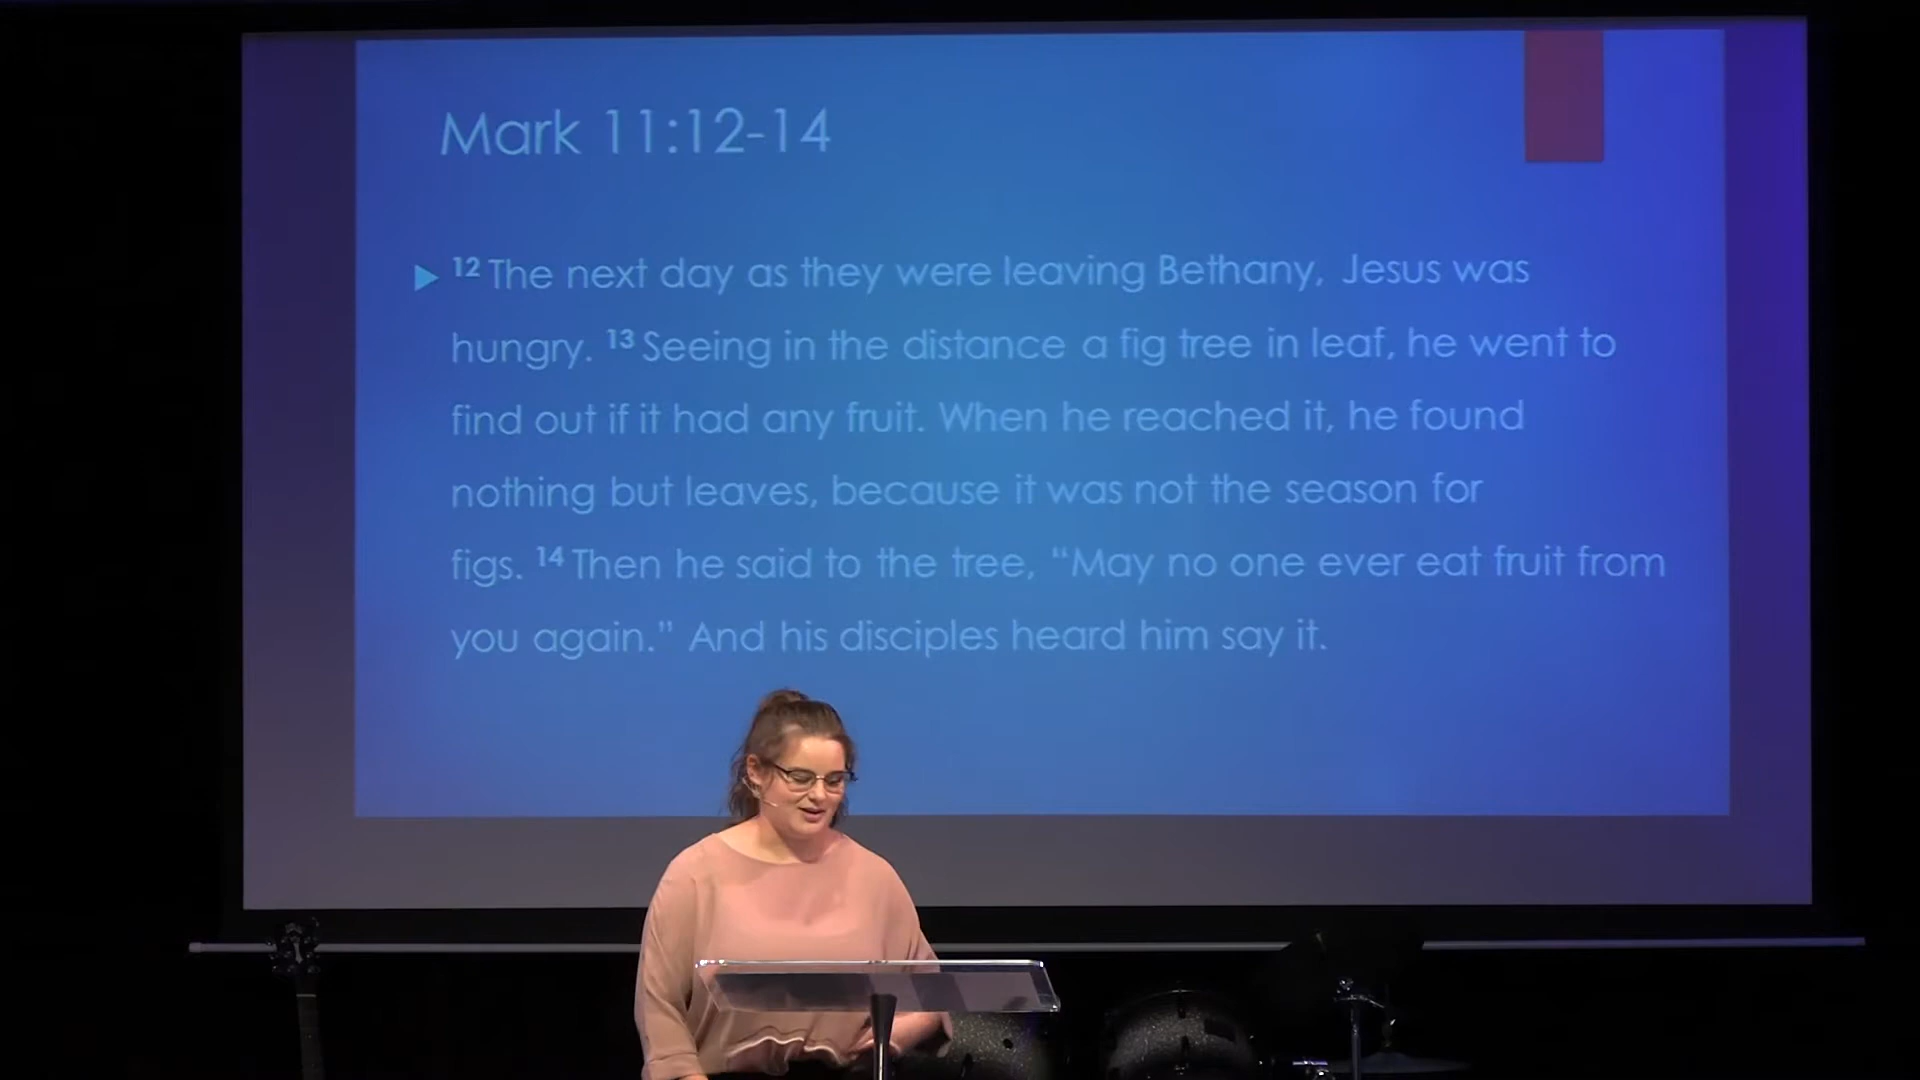 Mark 11:12-14
12 The next day as they were leaving Bethany, Jesus was
hungry. 13 Seeing in the distance a fig tree in leaf, he went to
find out if it had any fruit. When he reached it, he found
nothing but leaves, because it was not the season for
figs. 14 Then he said to the tree, “May no one ever eat fruit from
you again.” And his disciples heard him say it.